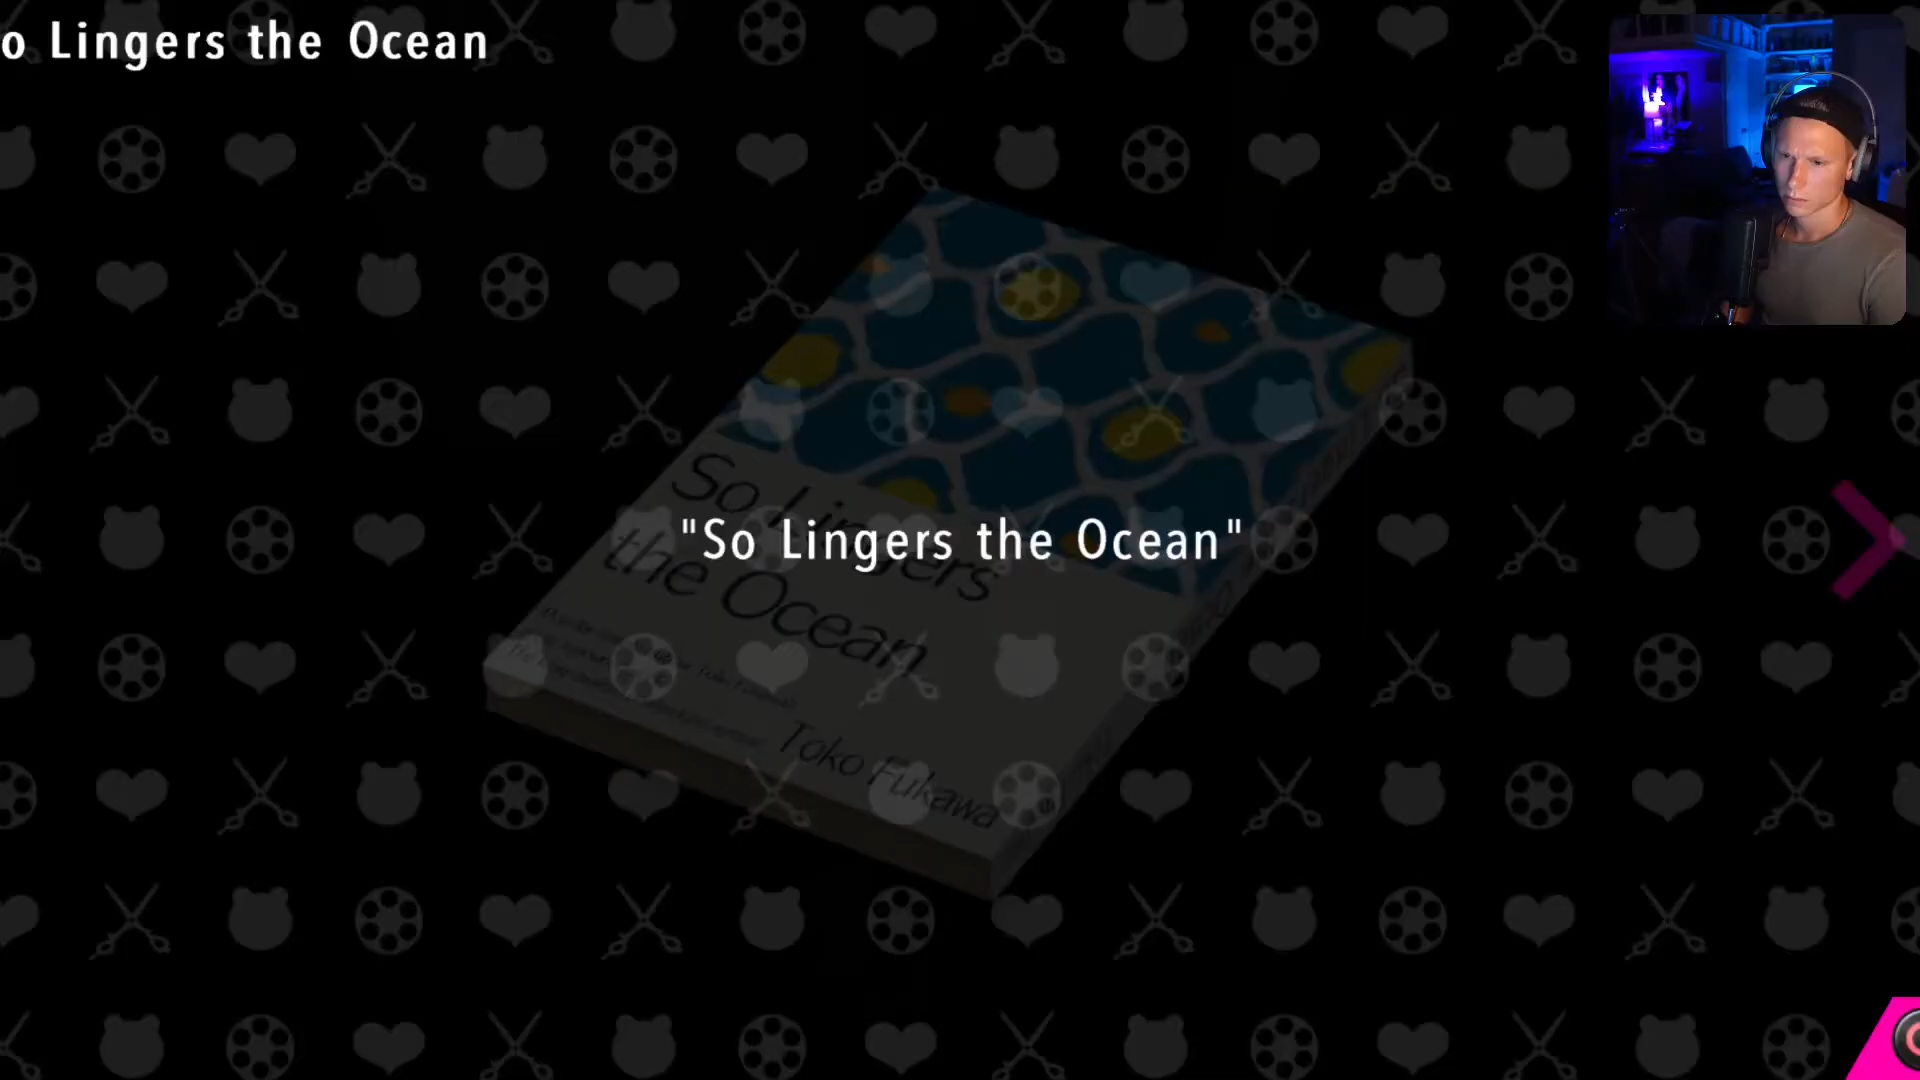 o Lingers the Ocean
"So Lingers the Ocean"
So Lingers
the Ocean
Toko Fukawa